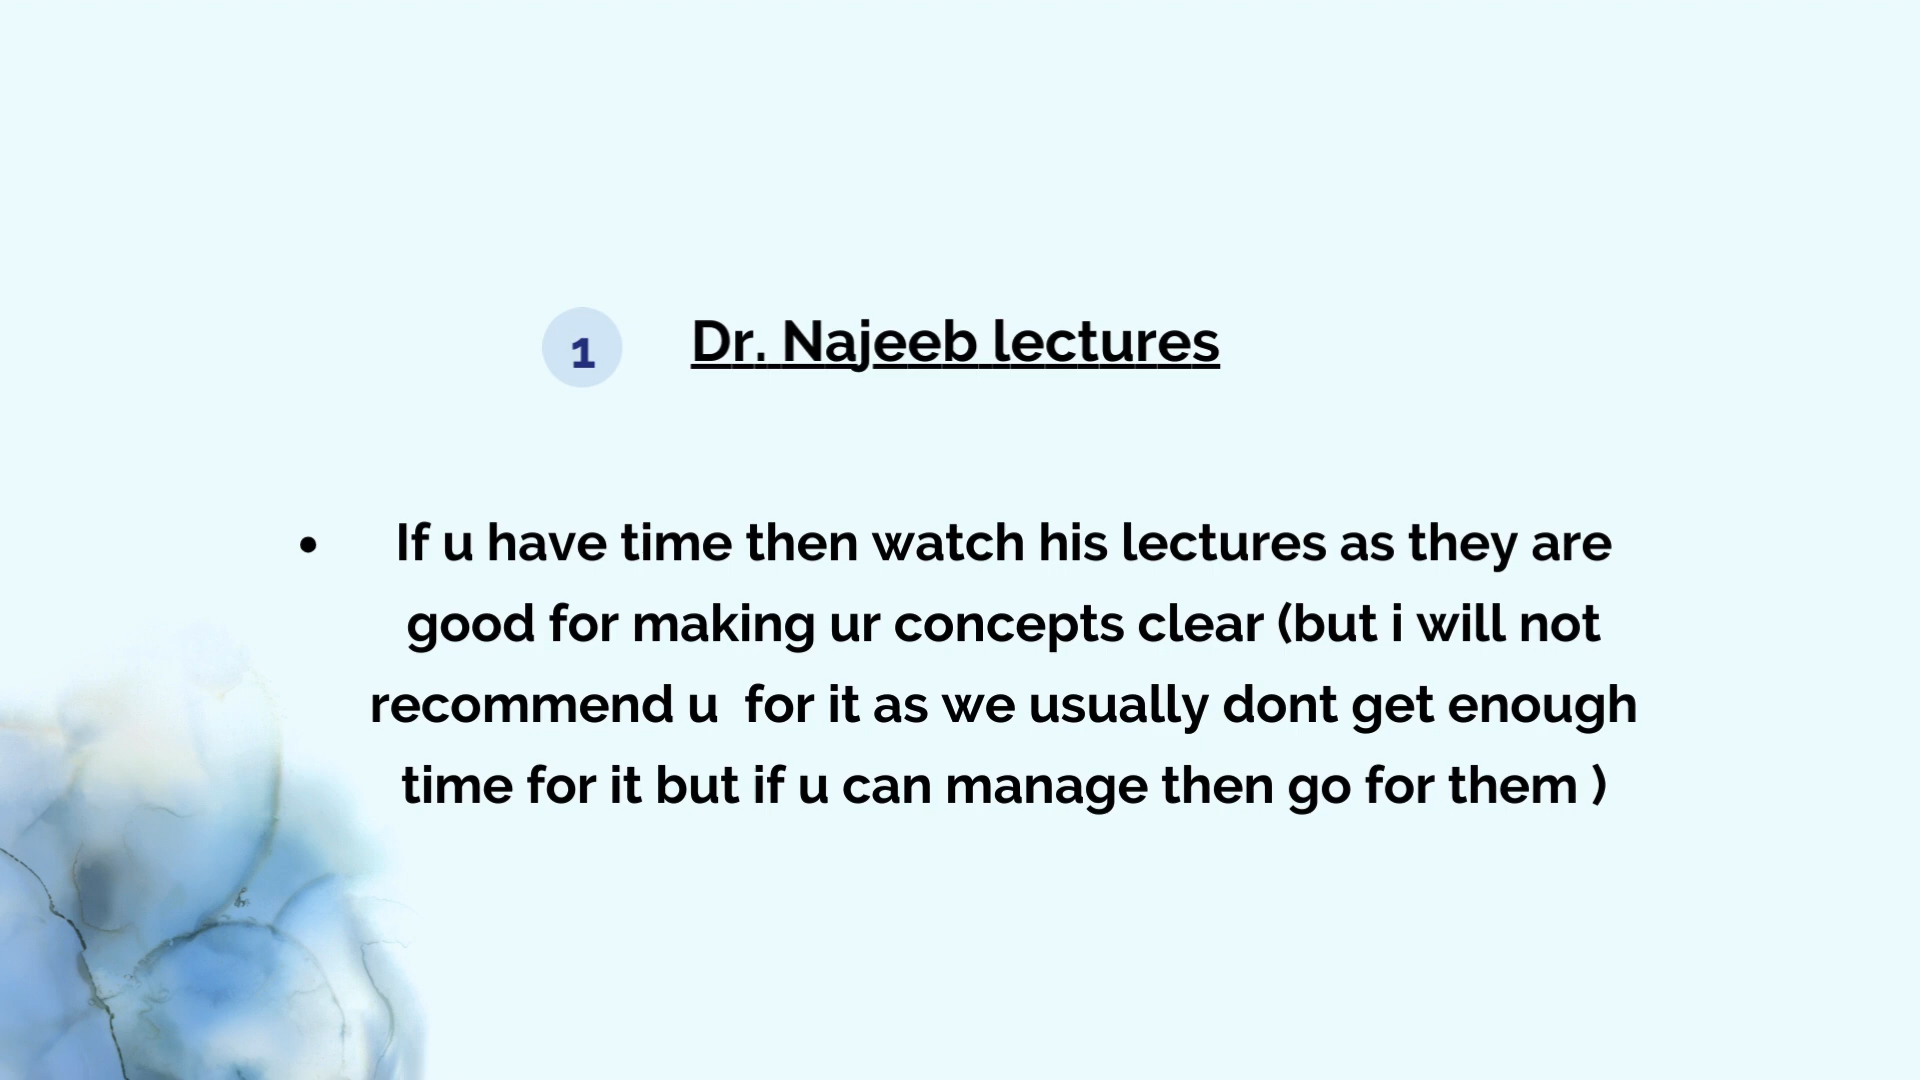 1 Dr. Najeeb lectures
• If u have time then watch his lectures as they are
good for making ur concepts clear (but i will not
recommend u  for it as we usually dont get enough
time for it but if u can manage then go for them )